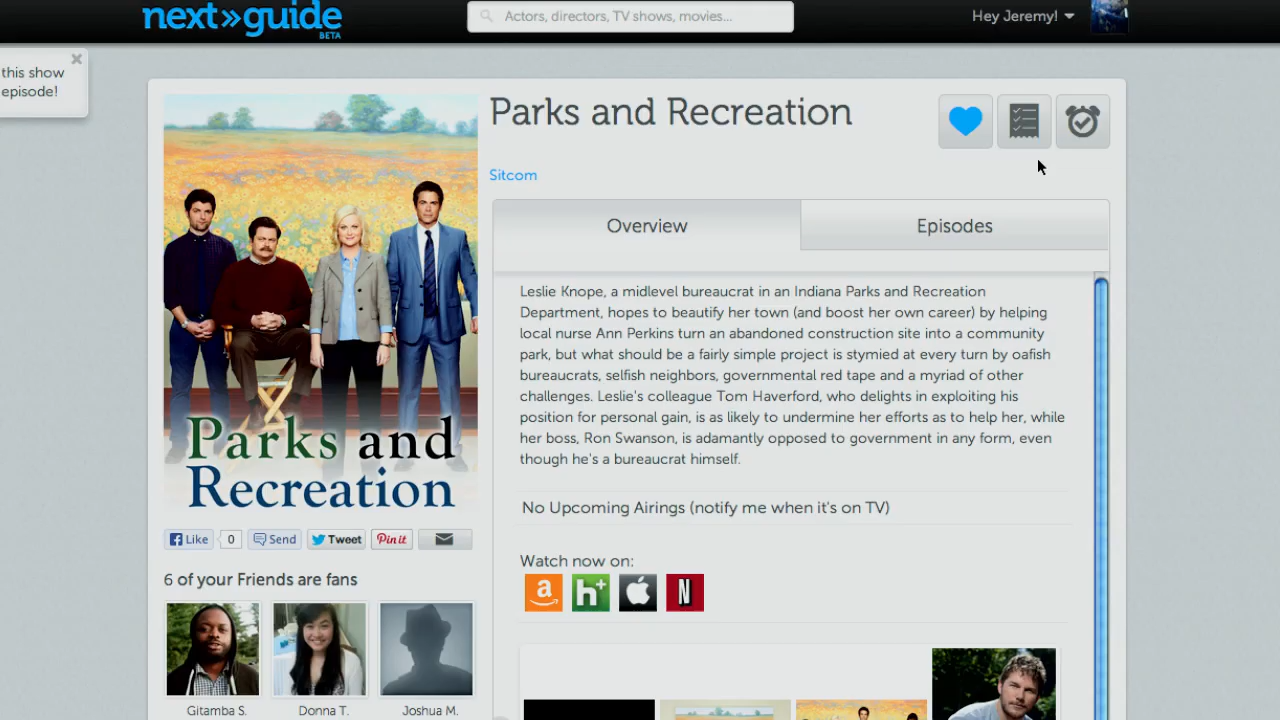 next»guide
BETA
Actors, directors, TV shows, movies...
Hey Jeremy!
this show
episode!
Parks and Recreation
Sitcom
Overview
Episodes
Leslie Knope, a midlevel bureaucrat in an Indiana Parks and Recreation
Department, hopes to beautify her town (and boost her own career) by helping
local nurse Ann Perkins turn an abandoned construction site into a community
park, but what should be a fairly simple project is stymied at every turn by oafish
bureaucrats, selfish neighbors, governmental red tape and a myriad of other
challenges. Leslie's colleague Tom Haverford, who delights in exploiting his
position for personal gain, is as likely to undermine her efforts as to help her, while
her boss, Ron Swanson, is adamantly opposed to government in any form, even
though he's a bureaucrat himself.
No Upcoming Airings (notify me when it's on TV)
Watch now on:
a
h+
N
Parks and
Recreation
Like
0
Send
Tweet
Pin it
6 of your Friends are fans
Gitamba S.
Donna T.
Joshua M.